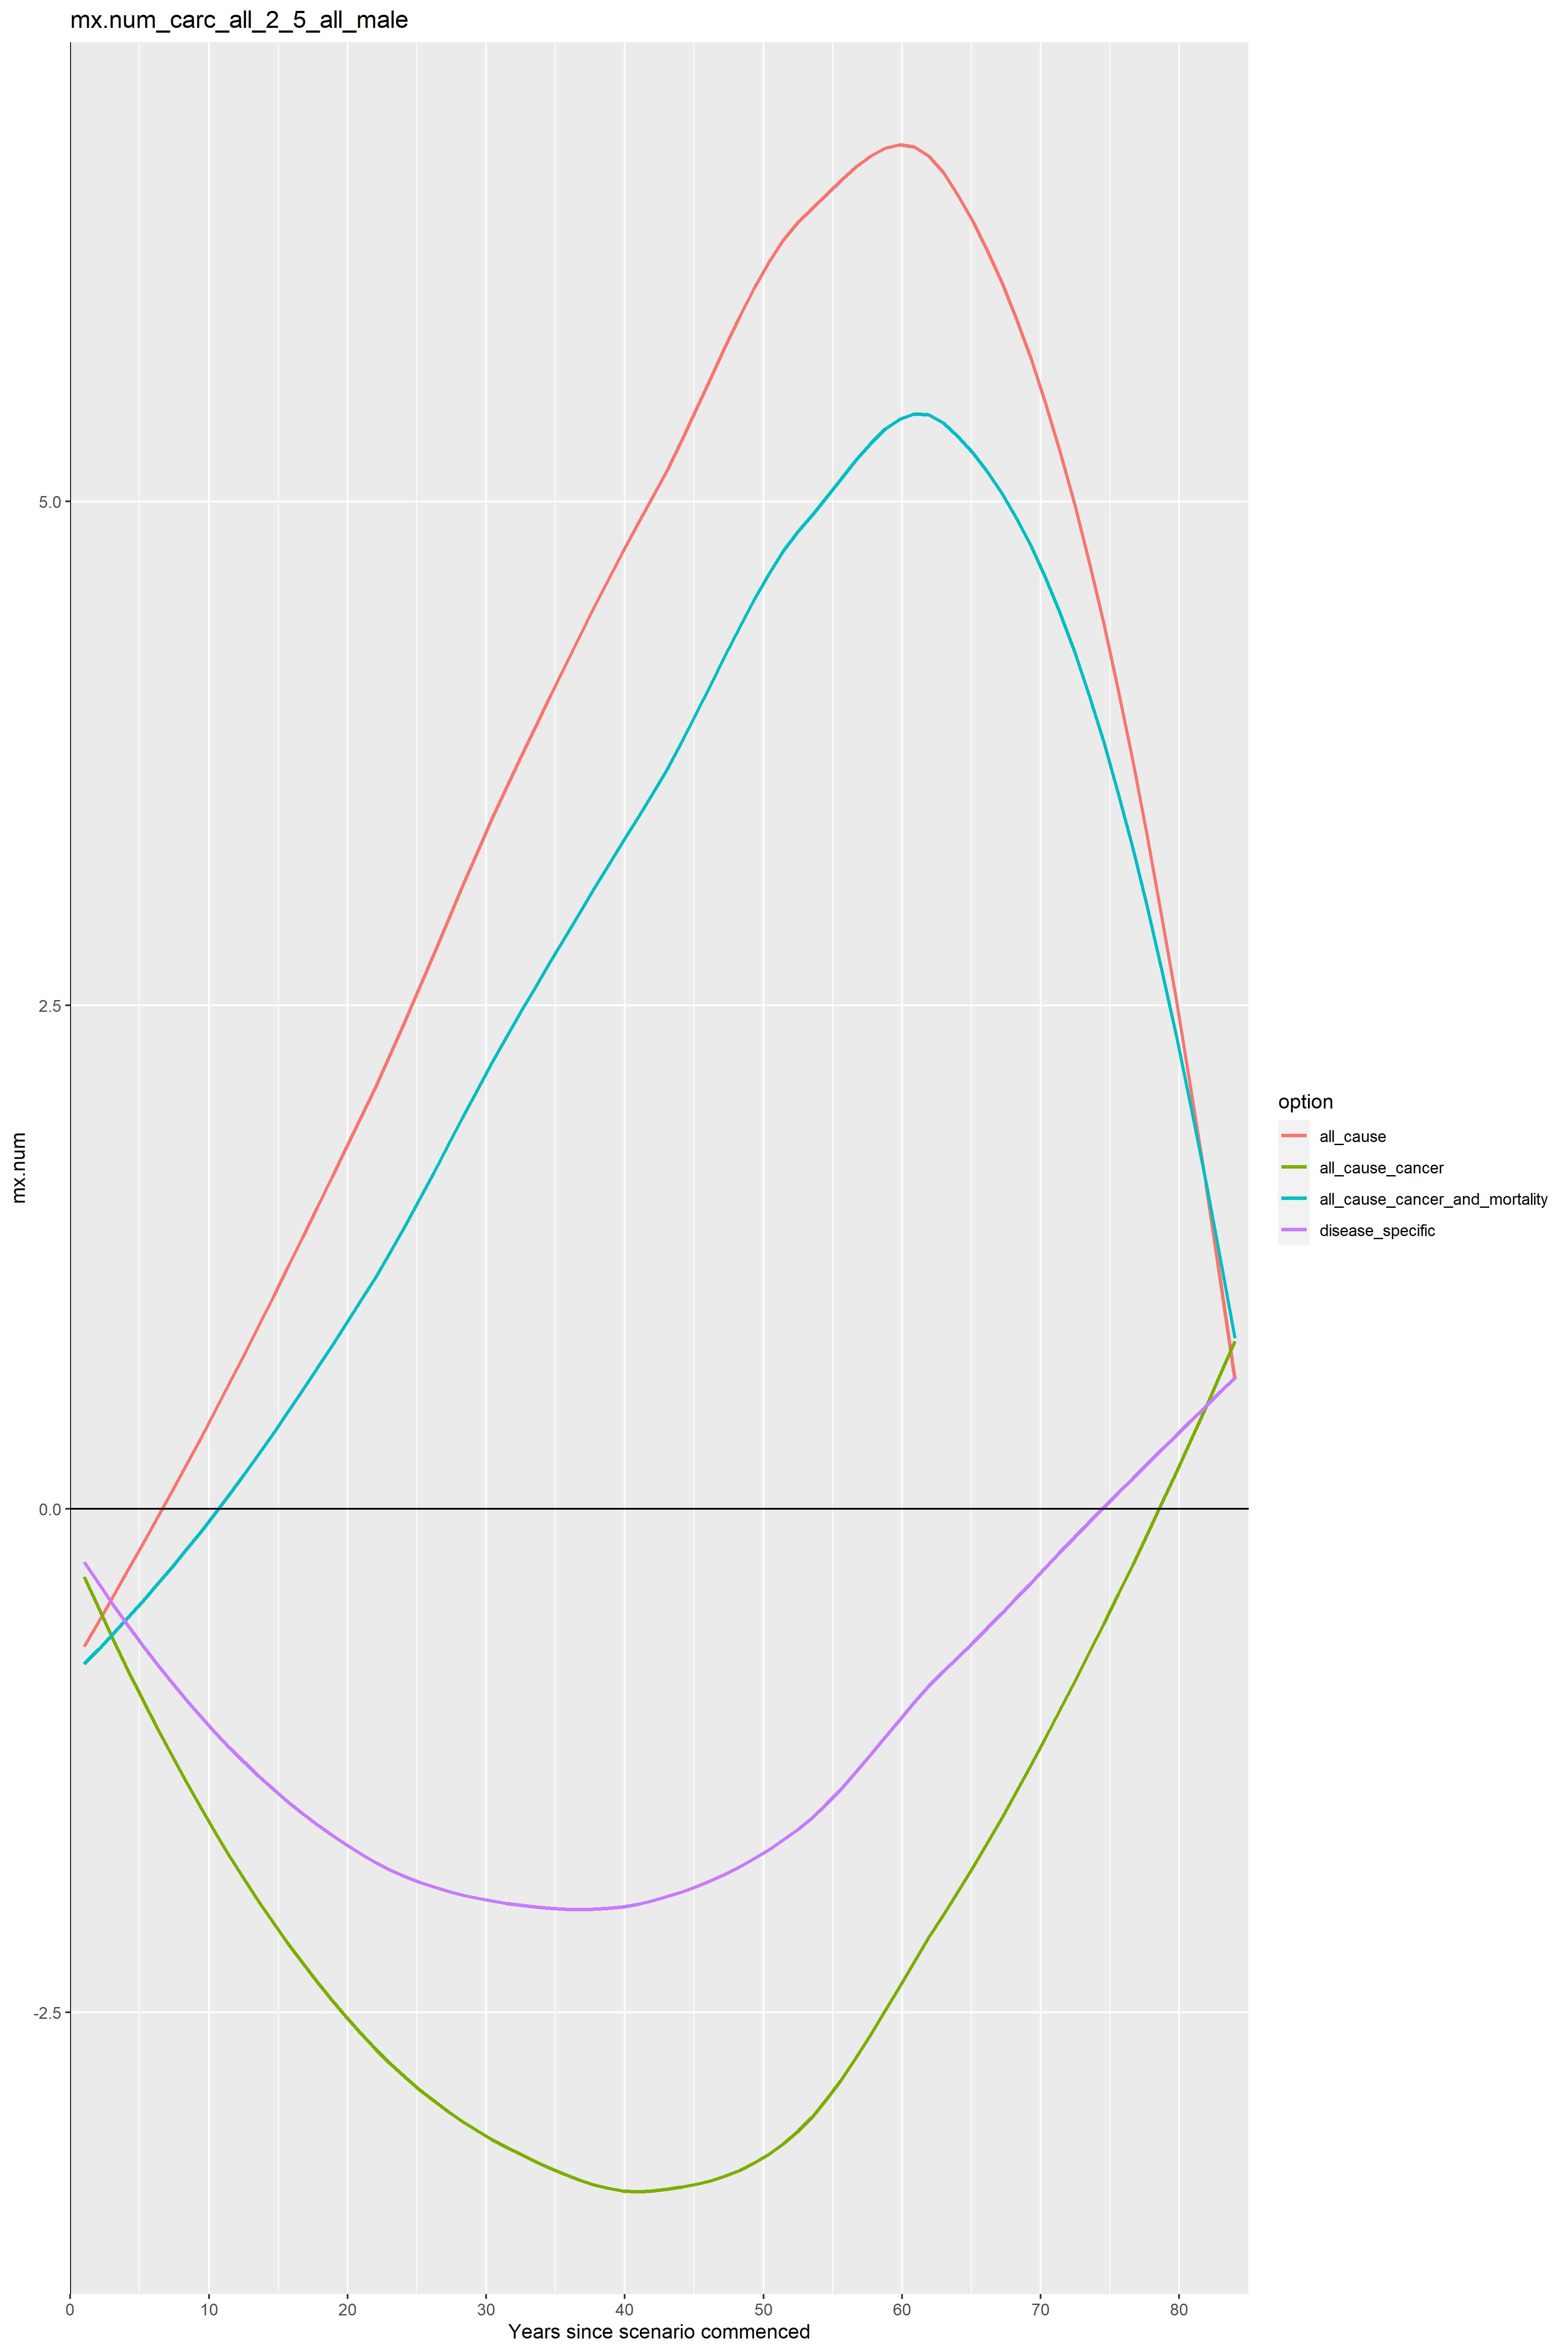 mx.num_carc_all_2_5_all_male
mx.num
5.0
2.5
0.0
-2.5
0 10 20 30 40 50 60 70 80
Years since scenario commenced
option
all_cause
all_cause_cancer
all_cause_cancer_and_mortality
disease_specific